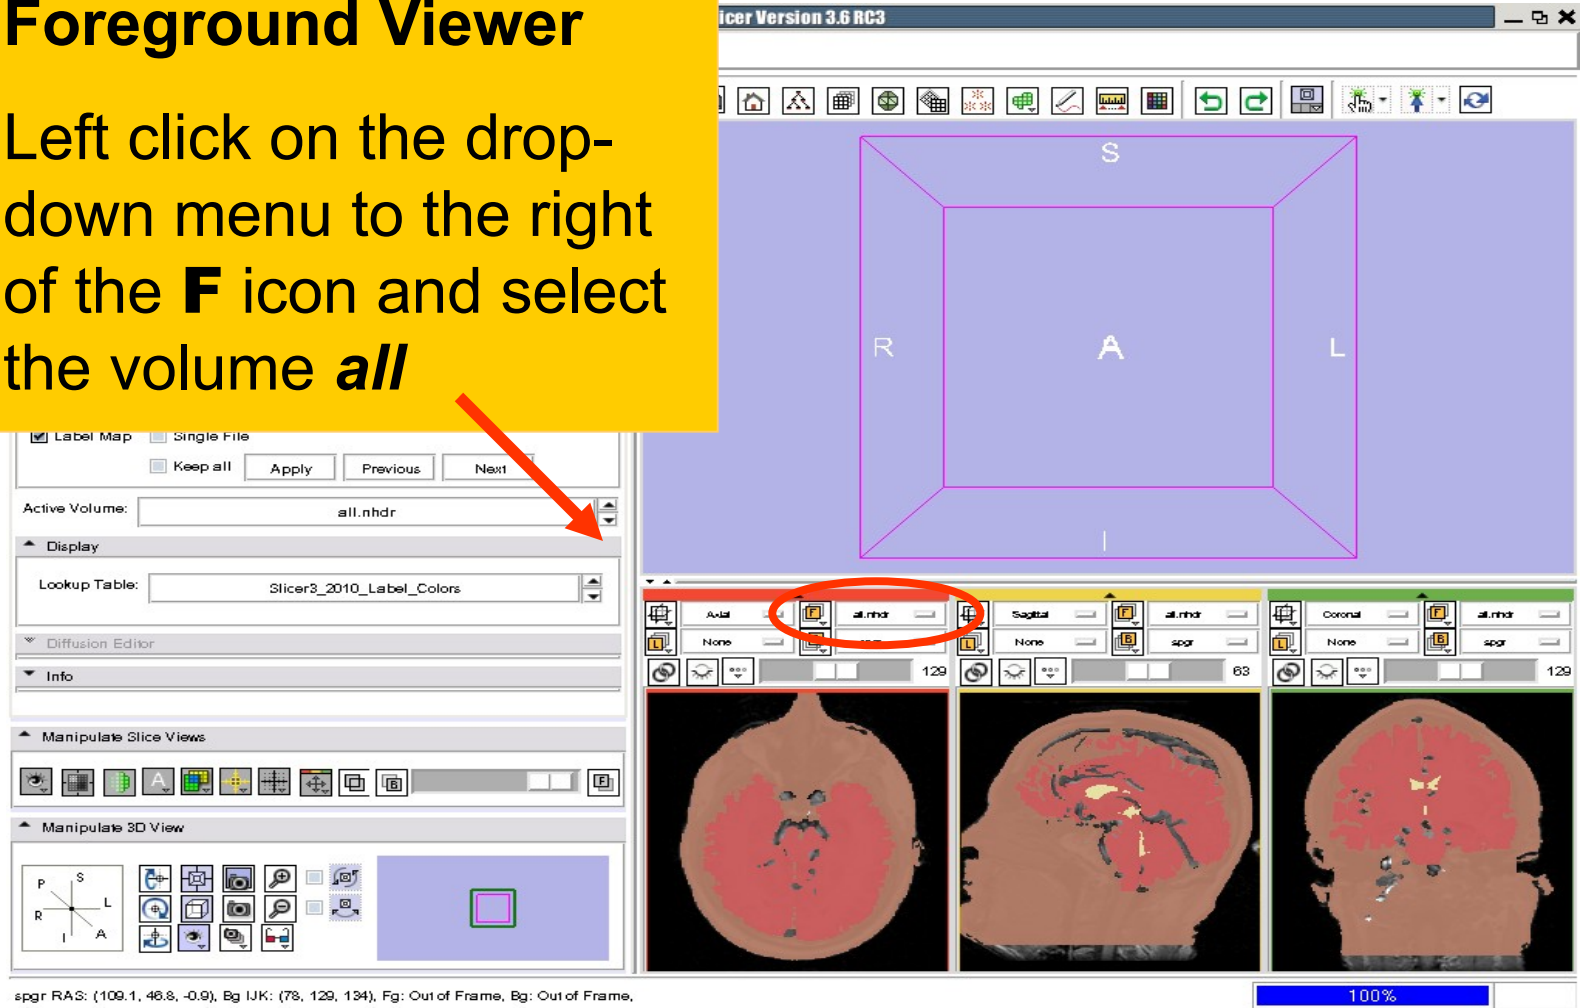 Foreground Viewer
Left click on the drop-
down menu to the right
of the F icon and select
the volume all
icer Version 3.6 RC3
S
R
A
L
I
Label Map Single File
Keep all Apply Previous Next
Active Volume: all.nhdr
Display
Lookup Table: Slicer3_2010_Label_Colors
Diffusion Editor
Info
Manipulate Slice Views
A B F
Manipulate 3D View
P S
R L
I A
Axial F all.nhdr
L None
129
Sagittal F all.nhdr
L None B spgr
63
Coronal F all.nhdr
L None B spgr
129
spgr RAS: (109.1, 46.8, -0.9), Bg IJK: (78, 129, 134), Fg: Out of Frame, Bg: Out of Frame,
100%